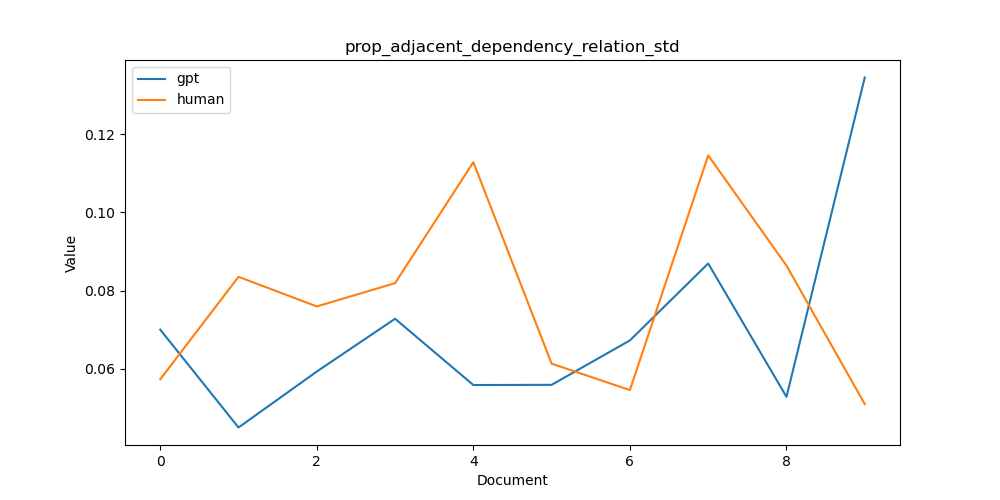 prop_adjacent_dependency_relation_std
gpt
human
Value
0.12
0.10
0.08
0.06
0 2 4 6 8
Document